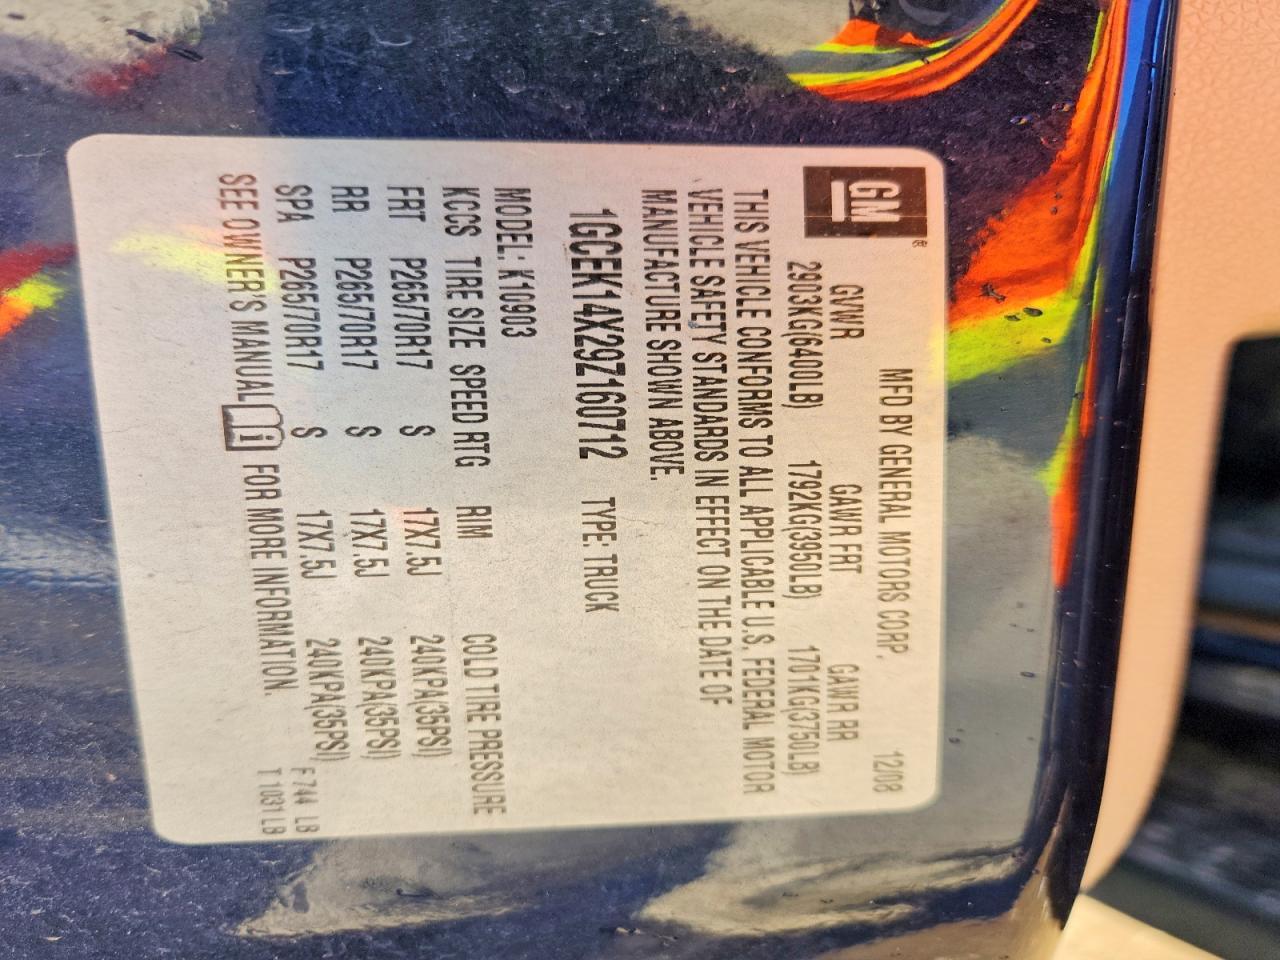 GM ® MFD BY GENERAL MOTORS CORP. 12/08
GVWR GAWR FRT GAWR RR
2903KG(6400LB) 1792KG(3950LB) 1701KG(3750LB)
THIS VEHICLE CONFORMS TO ALL APPLICABLE U.S. FEDERAL MOTOR
VEHICLE SAFETY STANDARDS IN EFFECT ON THE DATE OF
MANUFACTURE SHOWN ABOVE.
1GCEK14X29Z160712 TYPE: TRUCK
MODEL: K10903
KCCS TIRE SIZE SPEED RTG RIM COLD TIRE PRESSURE
FRT P265/70R17 S 17X7.5J 240KPA(35PSI)
RR P265/70R17 S 17X7.5J 240KPA(35PSI)
SPA P265/70R17 S 17X7.5J 240KPA(35PSI)
SEE OWNER'S MANUAL i FOR MORE INFORMATION.
F 744 LB
T 1031 LB